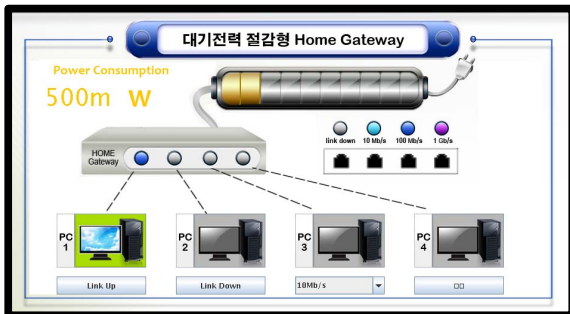 대기전력 절감형 Home Gateway
Power Consumption
500m W
link down 10 Mb/s 100 Mb/s 1 Gb/s
HOME
Gateway
PC
1
PC
2
PC
3
PC
4
Link Up
Link Down
10Mb/s
□□